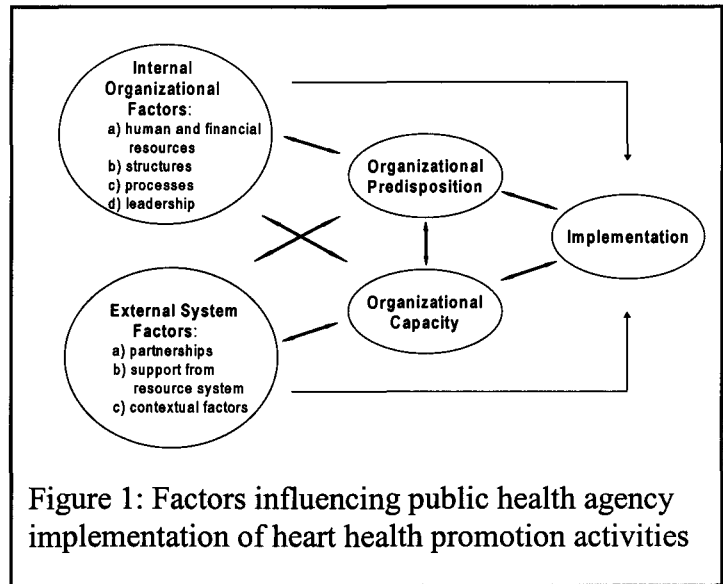 Internal
Organizational
Factors:
a) human and financial
resources
b) structures
c) processes
d) leadership
Organizational
Predisposition
Implementation
Organizational
Capacity
External System
Factors:
a) partnerships
b) support from
resource system
c) contextual factors
Figure 1: Factors influencing public health agency
implementation of heart health promotion activities